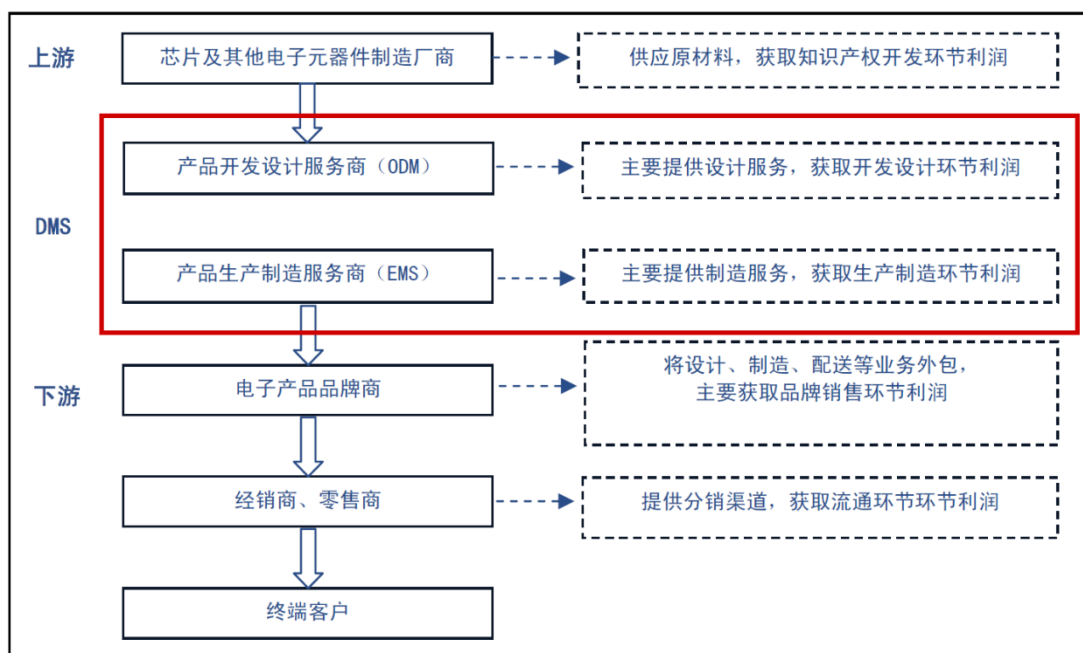 上游
芯片及其他电子元器件制造厂商
供应原材料，获取知识产权开发环节利润
产品开发设计服务商（ODM）
主要提供设计服务，获取开发设计环节利润
DMS
产品生产制造服务商（EMS）
主要提供制造服务，获取生产制造环节利润
下游
电子产品品牌商
将设计、制造、配送等业务外包，
主要获取品牌销售环节利润
经销商、零售商
提供分销渠道，获取流通环节环节利润
终端客户